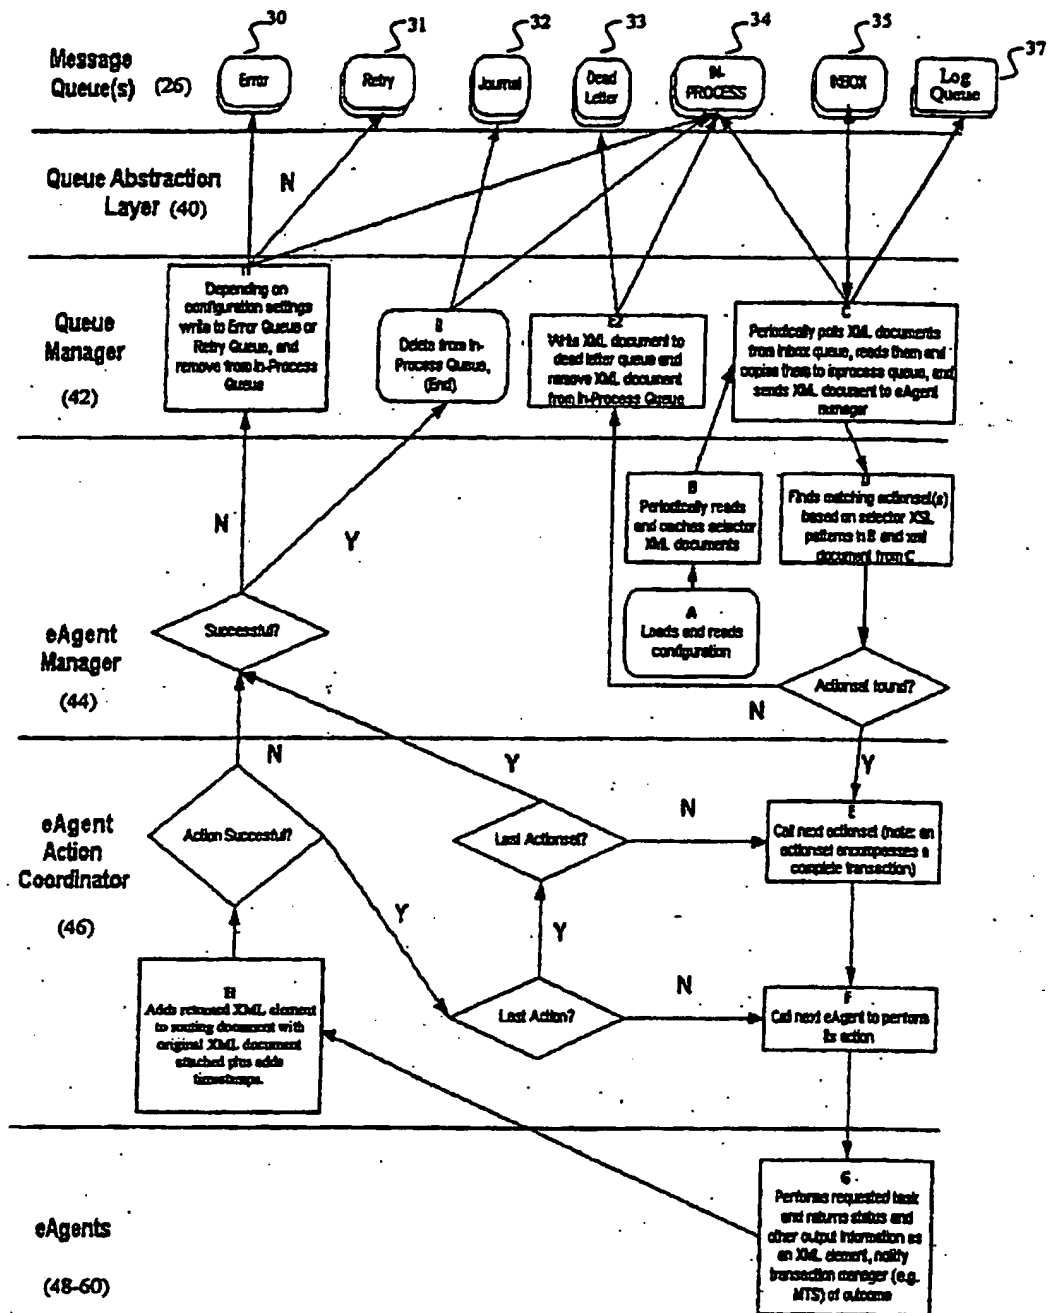 30
31
32
33
34
35
37
Message
Queue(s) (26)
Error
Retry
Journal
Dead
Letter
IN-
PROCESS
INBOX
Log
Queue
Queue Abstraction
Layer (40)
N
Queue
Manager
(42)
Depending on
configuration settings
write to Error Queue or
Retry Queue, and
remove from In-Process
Queue
Delets from In-
Process Queue,
(End)
E2
Write XML document to
dead letter queue and
remove XML document
from In-Process Queue
C
Periodically polls XML documents
from inbox queue, reads them and
copies them to inprocess queue, and
sends XML document to eAgent
manager
N
Y
B
Periodically reads
and caches selector
XML documents
D
Finds matching actionset(s)
based on selector XSL
patterns in B and xml
document from C
A
Loads and reads
configuration
eAgent
Manager
(44)
Successful?
Actionset found?
N
Y
N
Y
eAgent
Action
Coordinator
(46)
Action Succesful?
Last Actionset?
N
E
Call next actionset (note: an
actionset encompasses a
complete transaction)
Y
Y
H
Adds returned XML element
to routing document with
original XML document
attached plus adds
timestamps.
Last Action?
N
F
Call next eAgent to perform
its action
eAgents
(48-60)
G
Performs requested task
and returns status and
other output information as
an XML element, notify
transaction manager (e.g.
MTS) of outcome